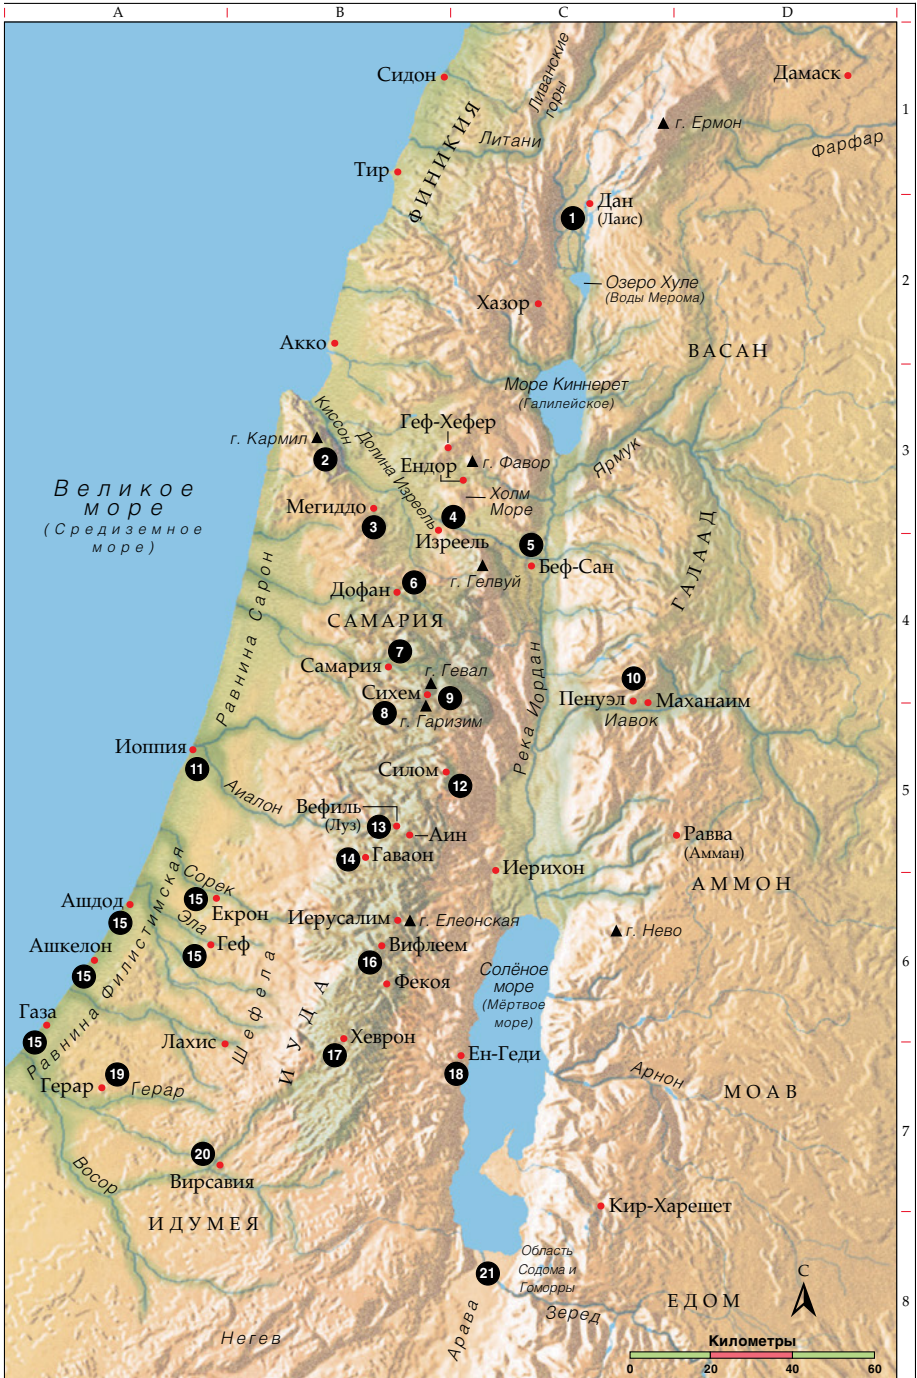 A
B
C
D
Сидон
Дамаск
Ливанские
горы
1
ФИНИКИЯ
г. Ермон
Литани
Фарфар
Тир
Дан
(Лаис)
1
2
Озеро Хуле
(Воды Мерома)
Хазор
Акко
ВАСАН
Море Киннерет
(Галилейское)
Киссон
Геф-Хефер
г. Кармил
2
Долина Изреель
Ендор
г. Фавор
Ярмук
3
Великое
море
(Средиземное
море)
Холм
Море
Мегиддо
3
4
Изреель
5
Беф-Сан
ГАЛААД
г. Гелвуй
6
Дофан
Равнина Сарон
САМАРИЯ
4
7
Самария
г. Гевал
10
Сихем
9
8
г. Гаризим
Пенуэл
Маханаим
Иавок
Река Иордан
Иоппия
11
Силом
12
Аиалон
5
Вефиль
(Луз)
13
Аин
14
Гаваон
Равва
(Амман)
Иерихон
АММОН
Сорек
15
Екрон
Ашдод
15
Эла
Иерусалим
г. Елеонская
г. Нево
Геф
15
Вифлеем
16
Ашкелон
15
Равнина Филистимская
Фекоя
Солёное
море
(Мёртвое
море)
6
Шефела
ИУДА
Газа
15
Лахис
Хеврон
17
Ен-Геди
18
Арнон
МОАВ
Герар
19
Герар
7
20
Вирсавия
Восор
ИДУМЕЯ
Кир-Харешет
Область
Содома и
Гоморры
21
С
ЕДОМ
8
Зеред
Арава
Негев
Километры
0
20
40
60